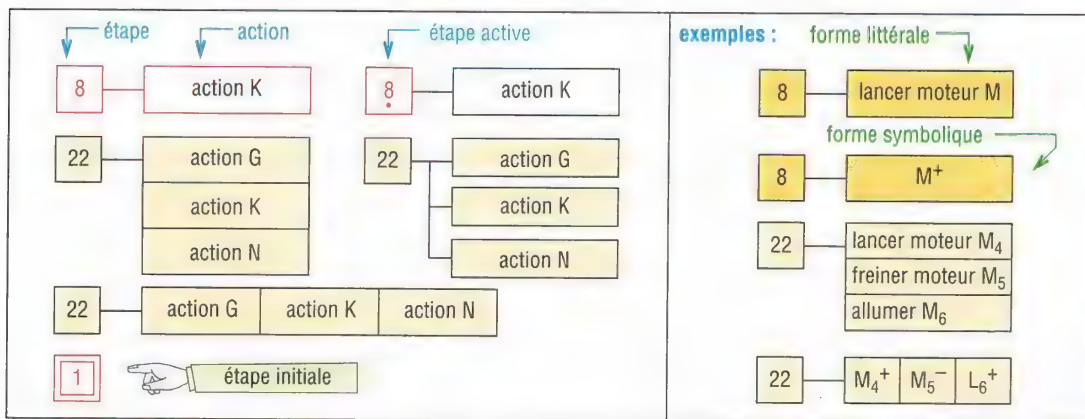 étape action étape active
8 action K 8 action K
22 action G 22 action G
action K action K
action N action N
22 action G action K action N
1 étape initiale
exemples : forme littérale
8 lancer moteur M
forme symbolique
8 M⁺
22 lancer moteur M₄
freiner moteur M₅
allumer M₆
22 M₄⁺ M₅⁻ L₆⁺